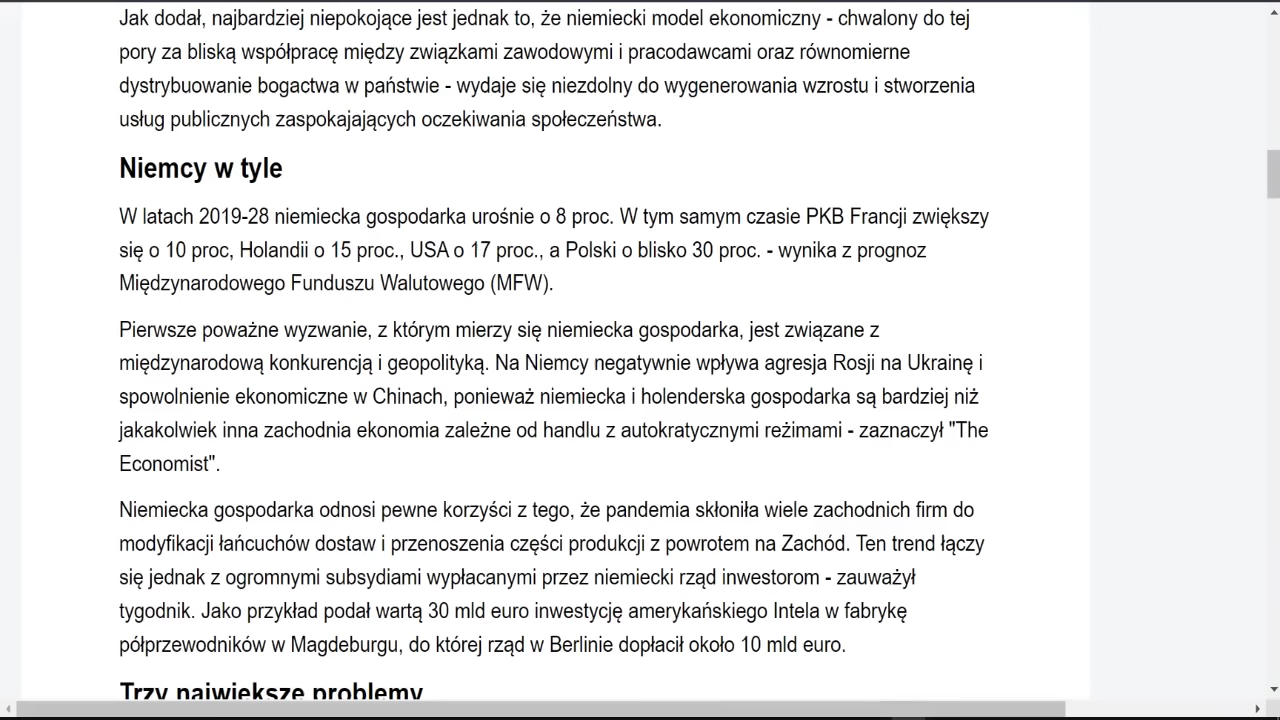 Jak dodał, najbardziej niepokojące jest jednak to, że niemiecki model ekonomiczny - chwalony do tej
pory za bliską współpracę między związkami zawodowymi i pracodawcami oraz równomierne
dystrybuowanie bogactwa w państwie - wydaje się niezdolny do wygenerowania wzrostu i stworzenia
usług publicznych zaspokajających oczekiwania społeczeństwa.
Niemcy w tyle
W latach 2019-28 niemiecka gospodarka urośnie o 8 proc. W tym samym czasie PKB Francji zwiększy
się o 10 proc, Holandii o 15 proc., USA o 17 proc., a Polski o blisko 30 proc. - wynika z prognoz
Międzynarodowego Funduszu Walutowego (MFW).
Pierwsze poważne wyzwanie, z którym mierzy się niemiecka gospodarka, jest związane z
międzynarodową konkurencją i geopolityką. Na Niemcy negatywnie wpływa agresja Rosji na Ukrainę i
spowolnienie ekonomiczne w Chinach, ponieważ niemiecka i holenderska gospodarka są bardziej niż
jakakolwiek inna zachodnia ekonomia zależne od handlu z autokratycznymi reżimami - zaznaczył "The
Economist".
Niemiecka gospodarka odnosi pewne korzyści z tego, że pandemia skłoniła wiele zachodnich firm do
modyfikacji łańcuchów dostaw i przenoszenia części produkcji z powrotem na Zachód. Ten trend łączy
się jednak z ogromnymi subsydiami wypłacanymi przez niemiecki rząd inwestorom - zauważył
tygodnik. Jako przykład podał wartą 30 mld euro inwestycję amerykańskiego Intela w fabrykę
półprzewodników w Magdeburgu, do której rząd w Berlinie dopłacił około 10 mld euro.
Trzy największe problemy